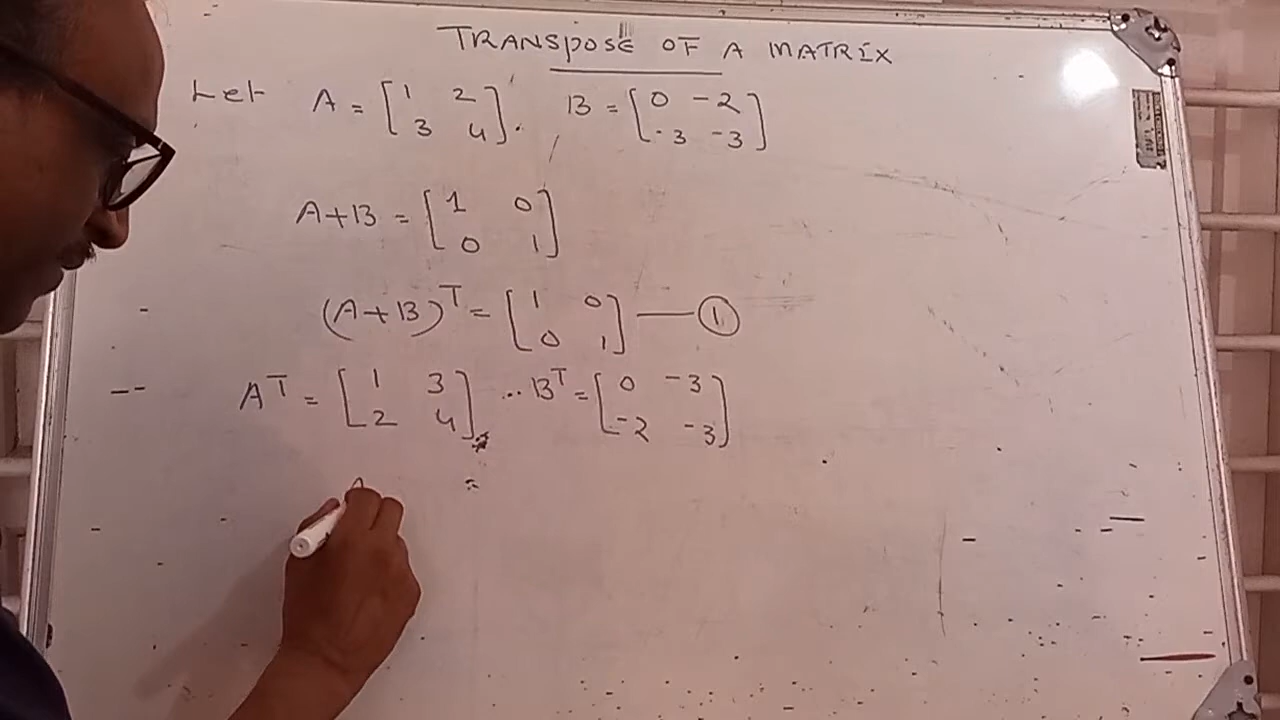 TRANSPOSE OF A MATRIX
Let A = [1 2 3 4]. B = [0 -2 -3 -3]
A+B = [1 0 0 1]
(A+B)^T = [1 0 0 1] — ①
A^T = [1 3 2 4] ... B^T = [0 -3 -2 -3]
A =